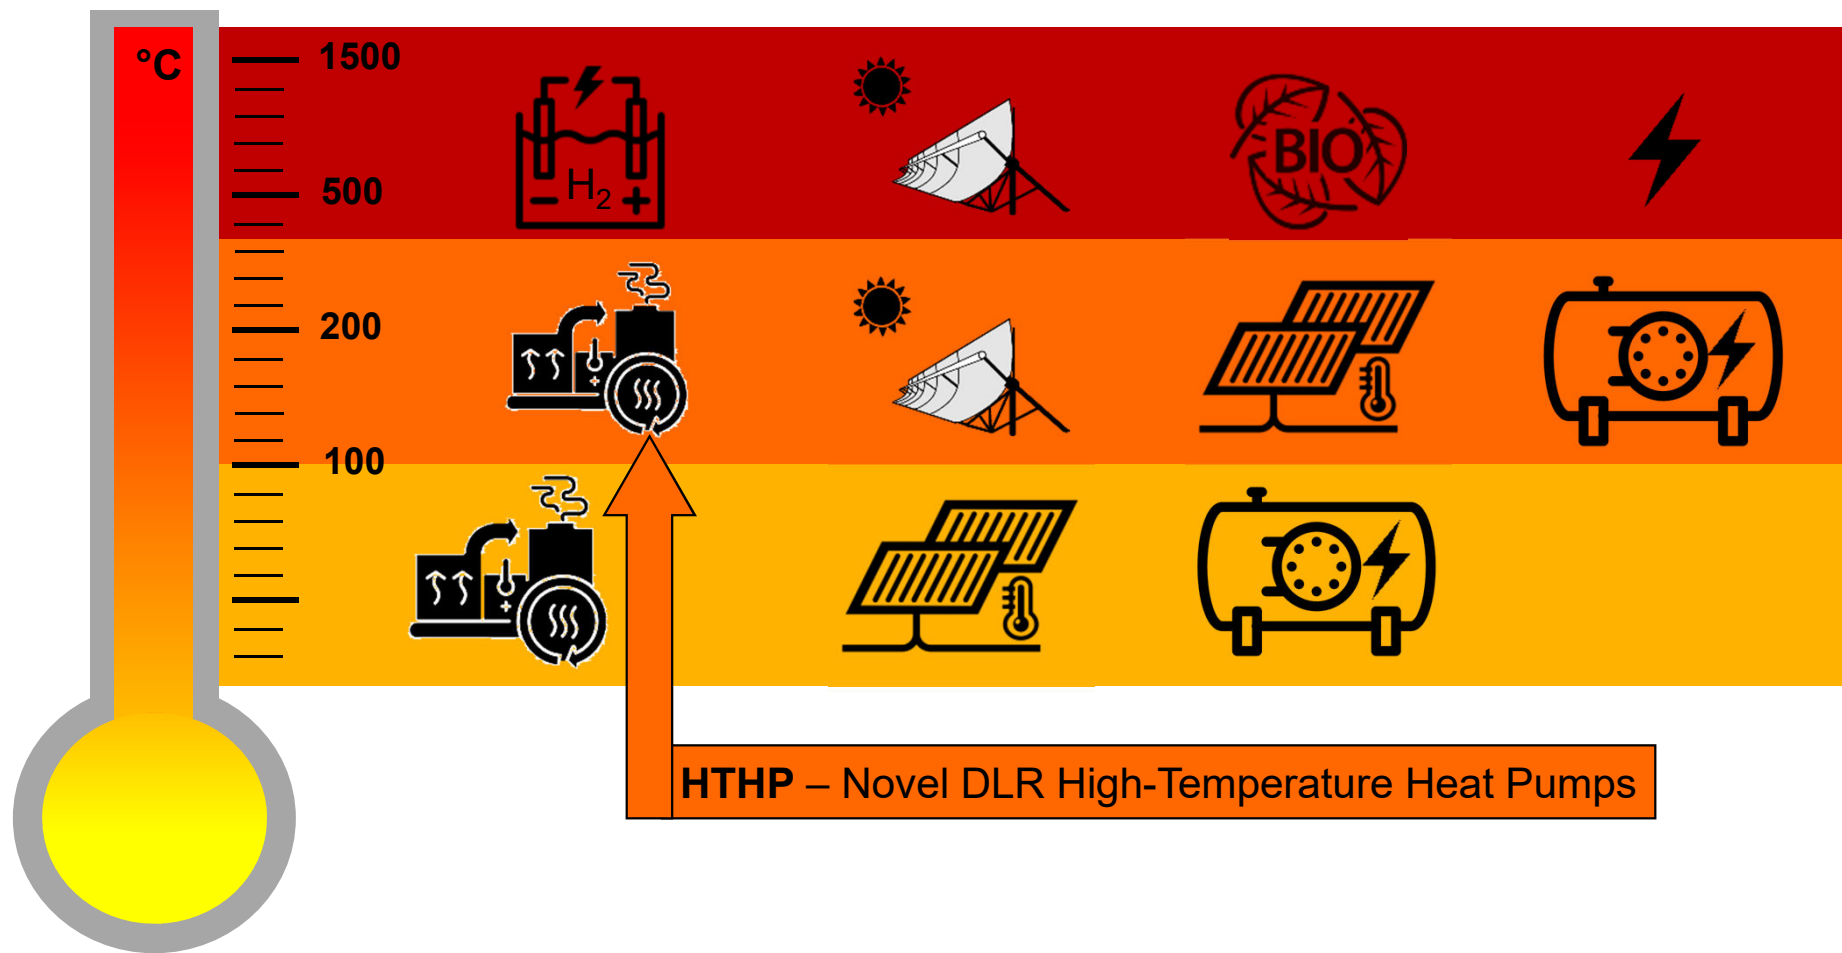 °C
1500
500
200
100
H₂
− +
BIO
HTHP – Novel DLR High-Temperature Heat Pumps